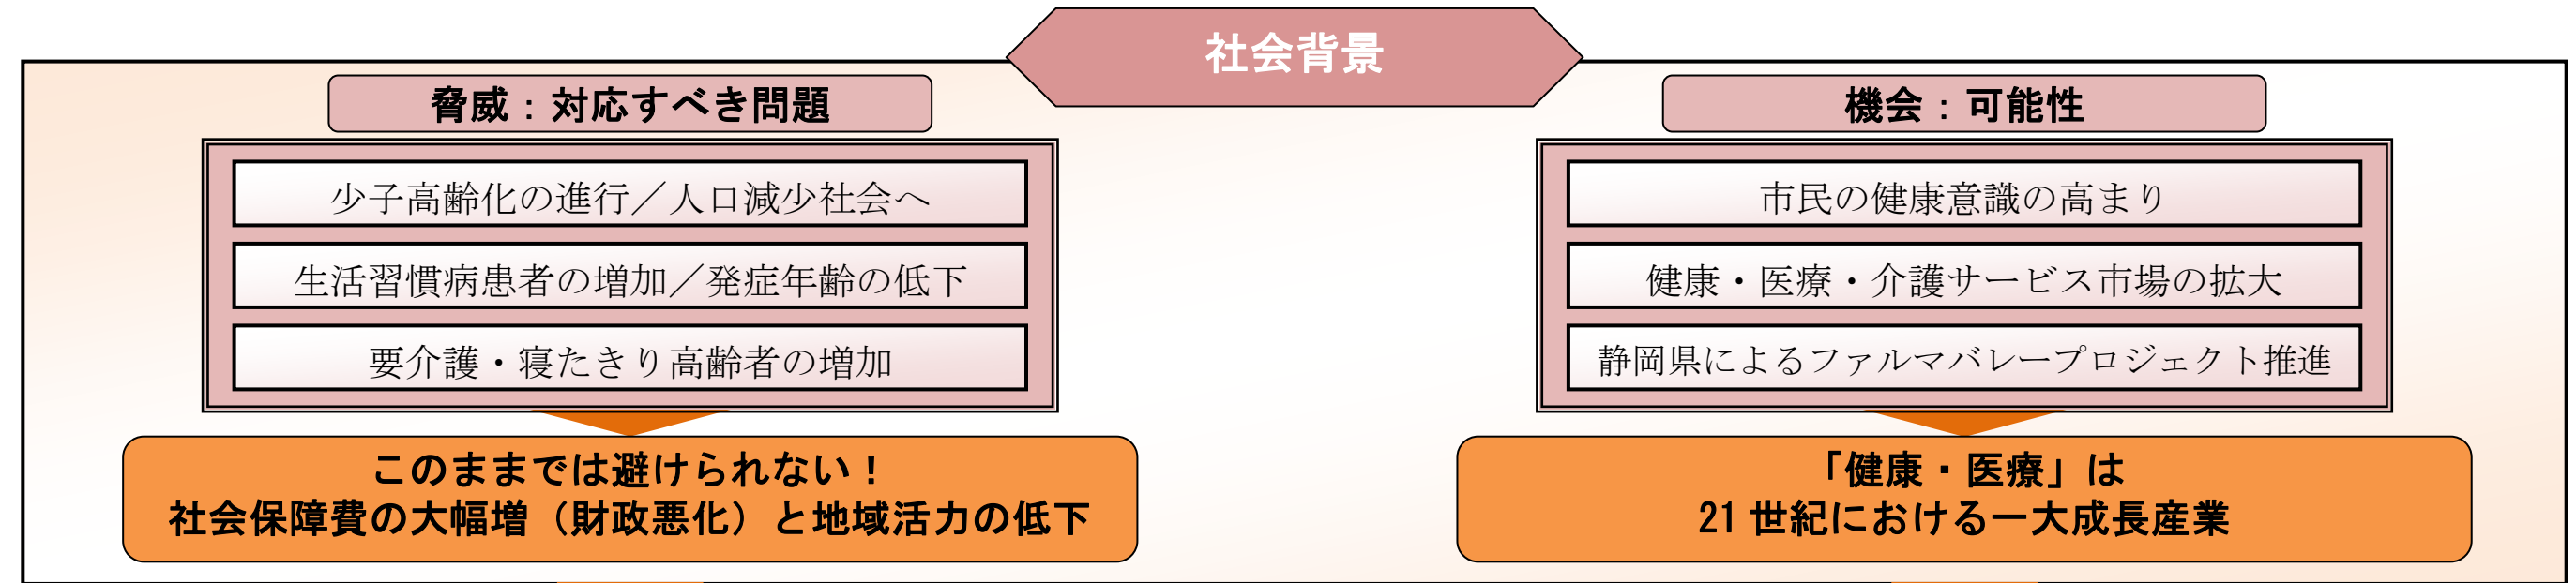 社会背景
脅威：対応すべき問題
少子高齢化の進行／人口減少社会へ
生活習慣病患者の増加／発症年齢の低下
要介護・寝たきり高齢者の増加
このままでは避けられない！
社会保障費の大幅増（財政悪化）と地域活力の低下
機会：可能性
市民の健康意識の高まり
健康・医療・介護サービス市場の拡大
静岡県によるファルマバレープロジェクト推進
「健康・医療」は
21世紀における一大成長産業